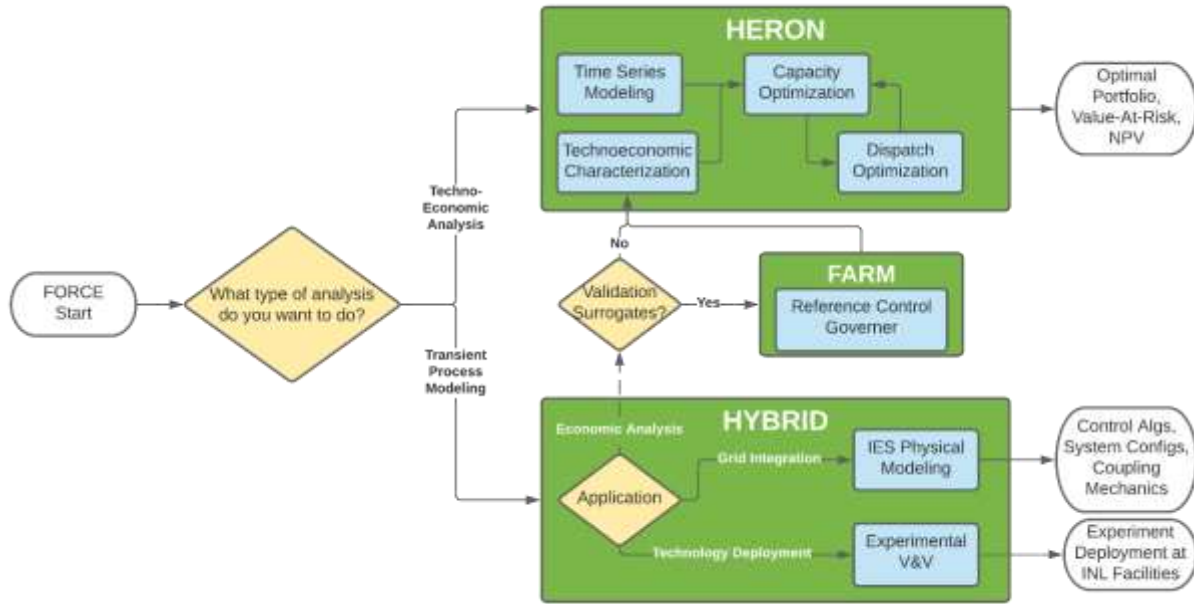 HERON
Time Series
Modeling
Capacity
Optimization
Technoeconomic
Characterization
Dispatch
Optimization
Optimal
Portfolio,
Value-At-Risk,
NPV
Techno-
Economic
Analysis
FORCE
Start
What type of analysis
do you want to do?
No
Validation
Surrogates?
Yes
FARM
Reference Control
Governer
Transient
Process
Modeling
HYBRID
Economic Analysis
Application
Grid Integration
IES Physical
Modeling
Control Algs,
System Configs,
Coupling
Mechanics
Technology Deployment
Experimental
V&V
Experiment
Deployment at
INL Facilities